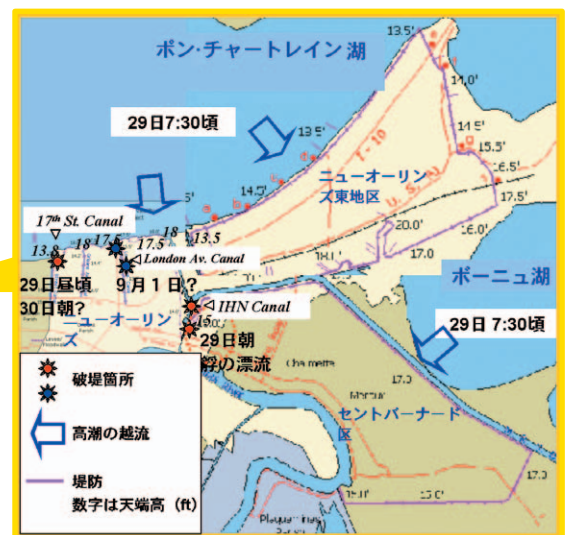 13.5'
ポン・チャートレイン 湖
14.0'
29日7:30頃
13.5'
14.5'
15.5'
I - 10
16.5'
ニューオーリン
ズ東地区
17.5'
14.0'
U. S.
20.0'
16.0'
17th St. Canal
18
13.5
17.5
17.5
13.8
18
17.0
London Av. Canal
18.0'
ボーニュ湖
29日昼頃
９月１日？
30日朝?
IHN Canal
29日 7:30頃
ニューオーリン
ズ
29日朝
艀の漂流
Chalmette
17.0
セントバーナード
区
破堤箇所
高潮の越流
17.0
堤防
数字は天端高（ft）
Plaquemines